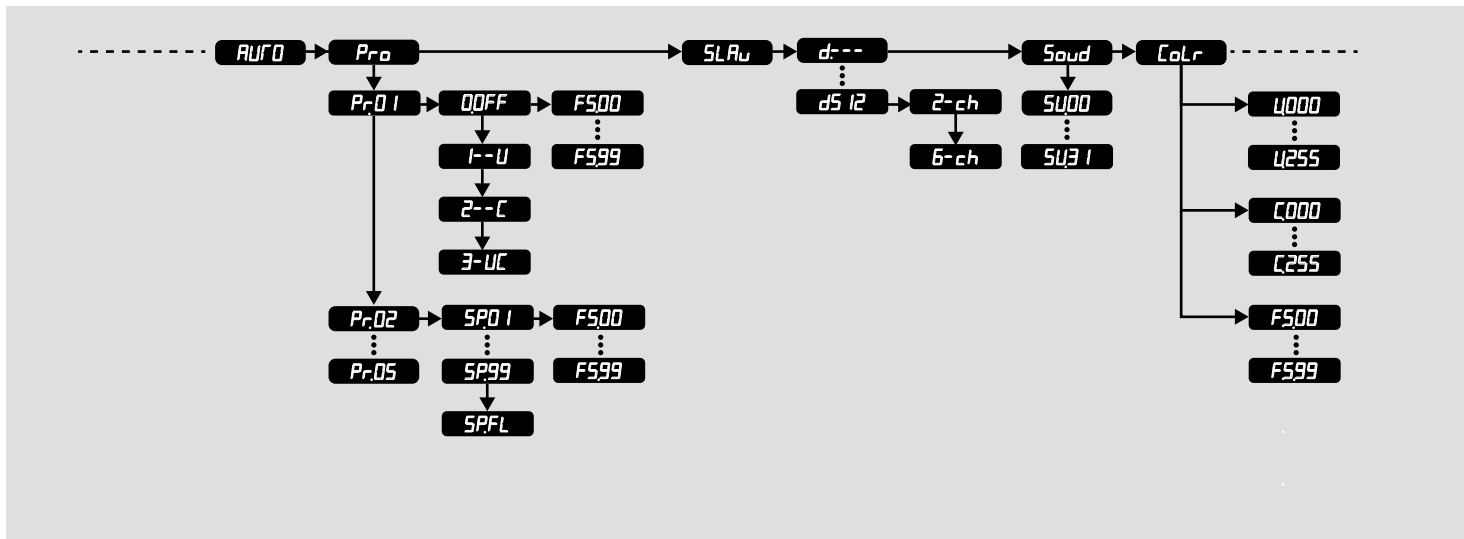 AUTO Pro SLAv d.--- Soud CoLr
Pr.01 0.OFF FS.00 dS12 2-ch SU.00 U.000
1--U FS.99 6-ch SU.31 U.255
2--C C.000
3-UC C.255
Pr.02 SP.01 FS.00 FS.00
Pr.05 SP.99 FS.99 FS.99
SP.FL